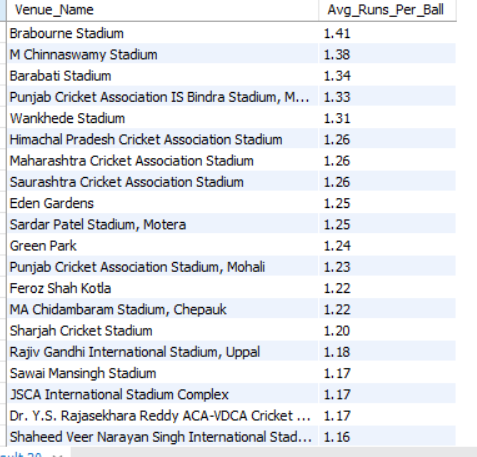 Venue_Name Avg_Runs_Per_Ball
Brabourne Stadium 1.41
M Chinnaswamy Stadium 1.38
Barabati Stadium 1.34
Punjab Cricket Association IS Bindra Stadium, M... 1.33
Wankhede Stadium 1.31
Himachal Pradesh Cricket Association Stadium 1.26
Maharashtra Cricket Association Stadium 1.26
Saurashtra Cricket Association Stadium 1.26
Eden Gardens 1.25
Sardar Patel Stadium, Motera 1.25
Green Park 1.24
Punjab Cricket Association Stadium, Mohali 1.23
Feroz Shah Kotla 1.22
MA Chidambaram Stadium, Chepauk 1.22
Sharjah Cricket Stadium 1.20
Rajiv Gandhi International Stadium, Uppal 1.18
Sawai Mansingh Stadium 1.17
JSCA International Stadium Complex 1.17
Dr. Y.S. Rajasekhara Reddy ACA-VDCA Cricket ... 1.17
Shaheed Veer Narayan Singh International Stad... 1.16